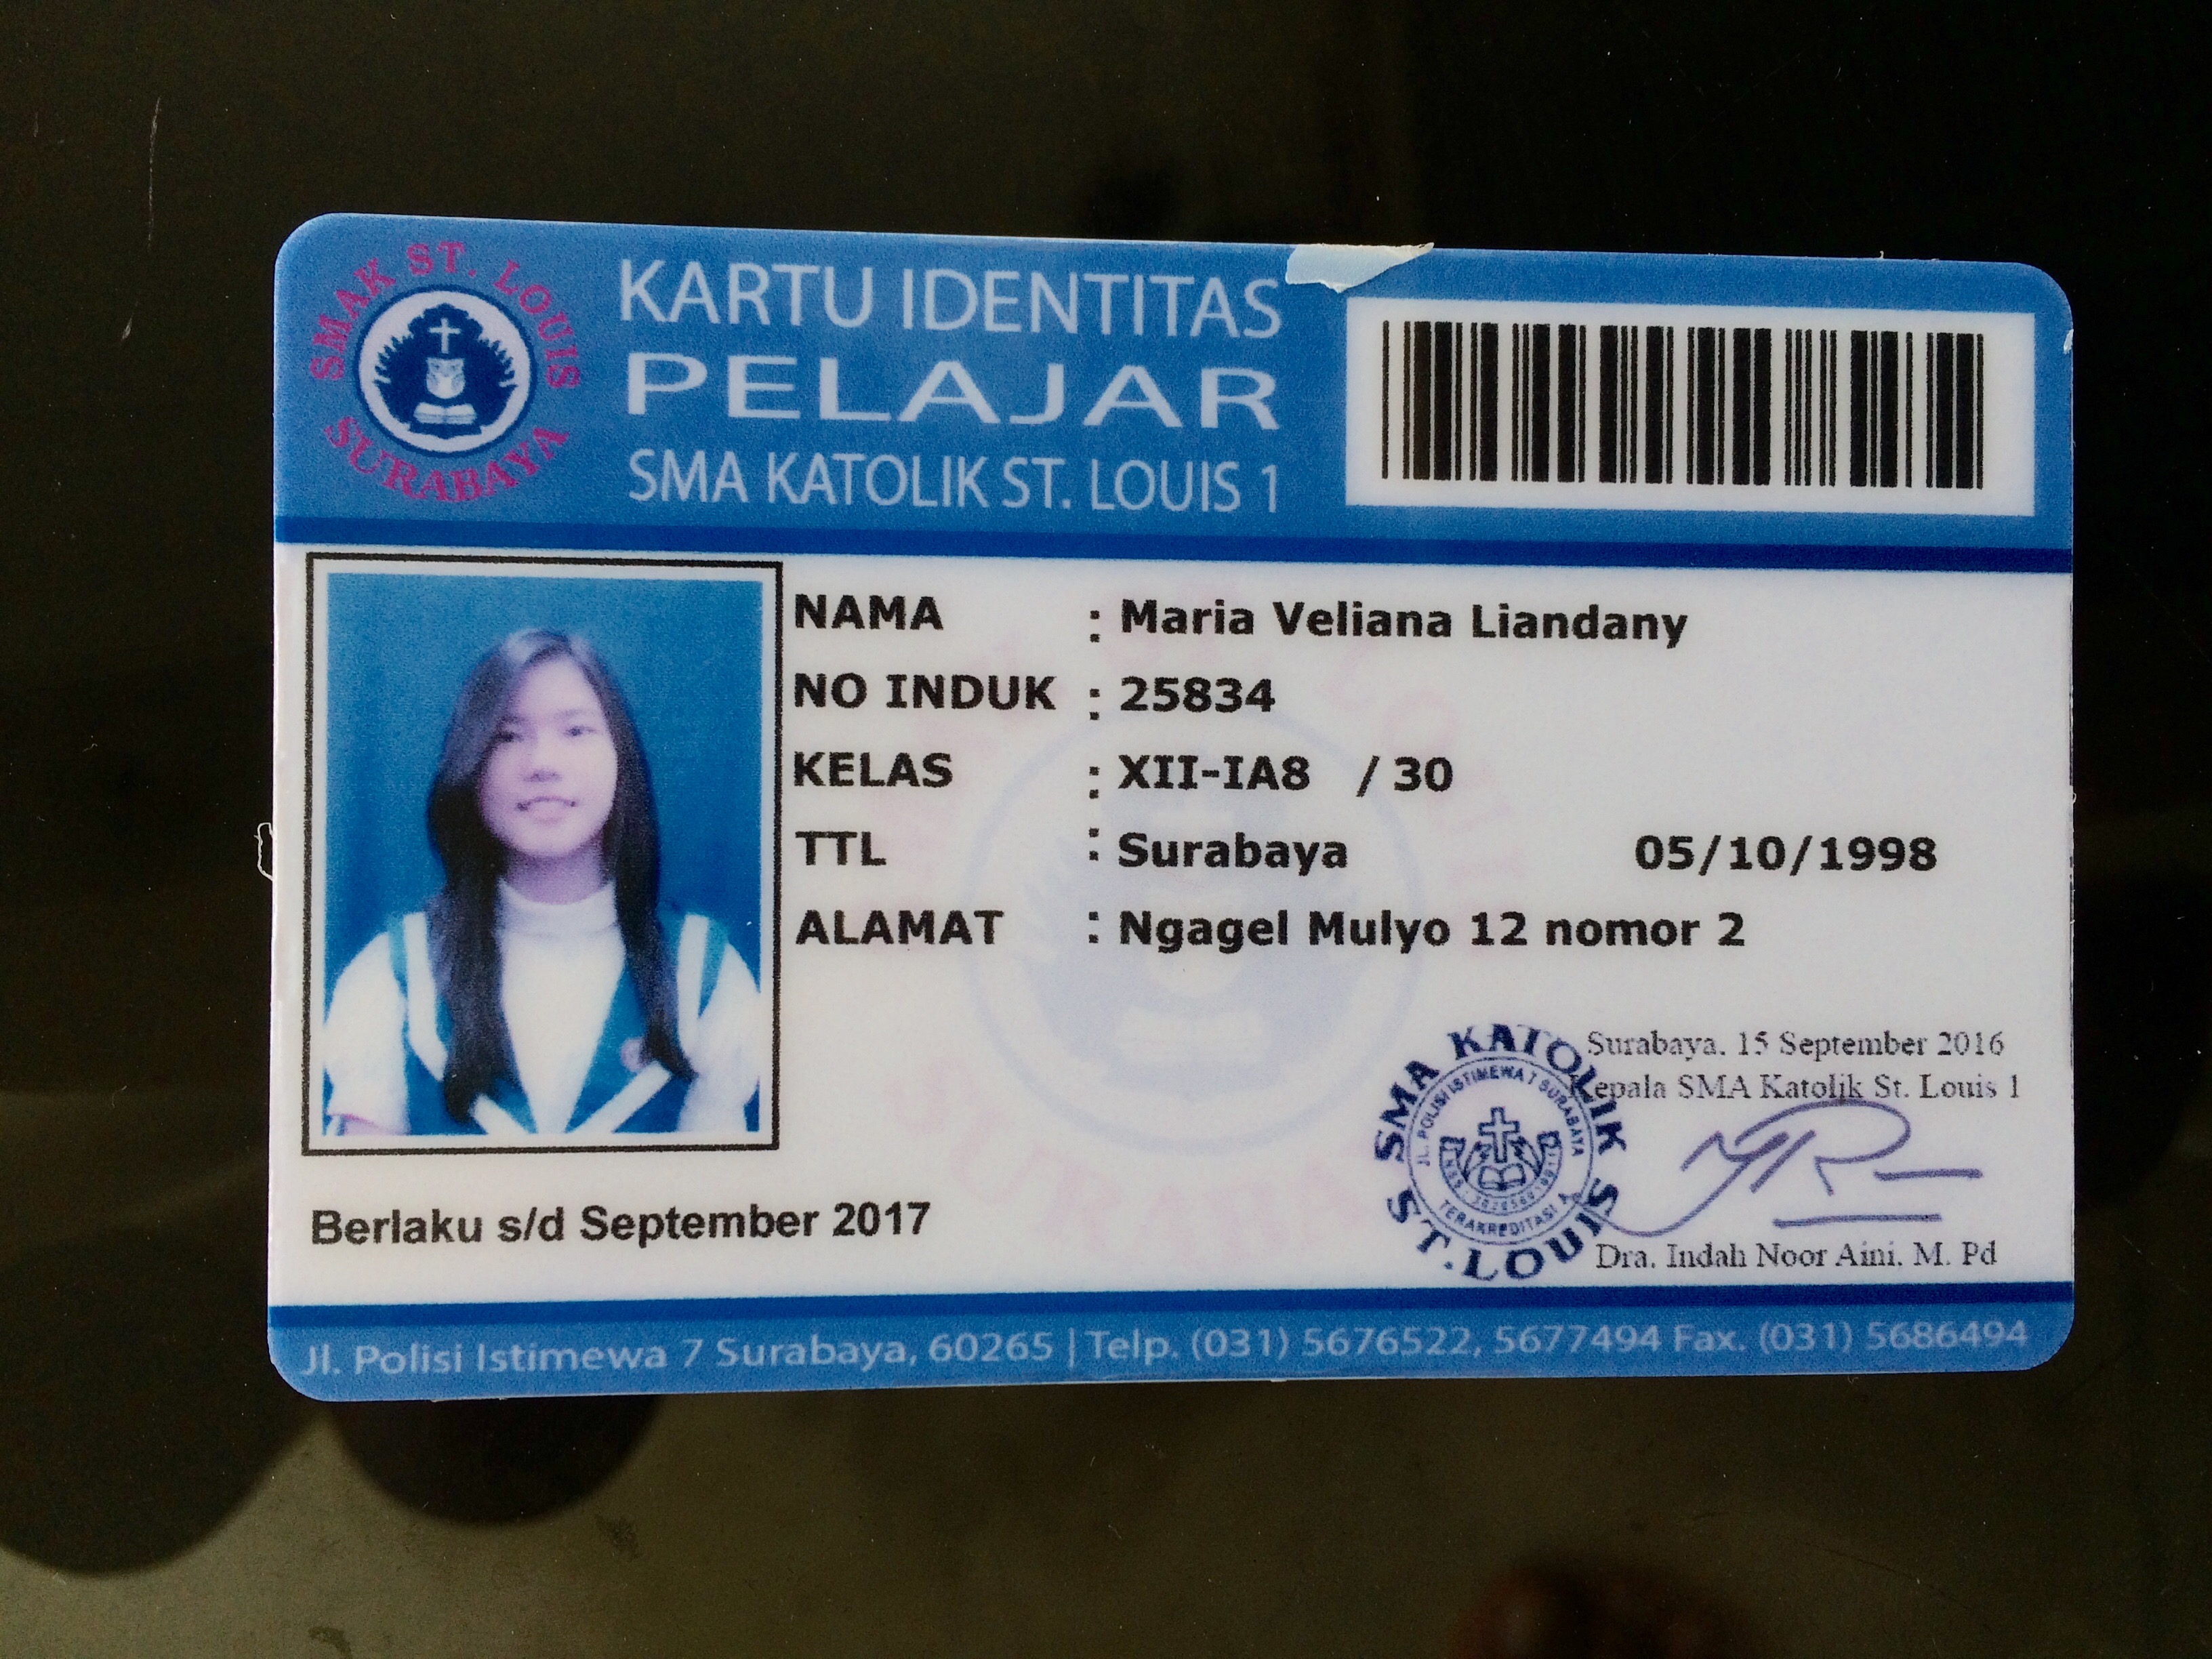 SMAK ST. LOUIS
SURABAYA
KARTU IDENTITAS
PELAJAR
SMA KATOLIK ST. LOUIS 1
NAMA : Maria Veliana Liandany
NO INDUK : 25834
KELAS : XII-IA8 / 30
TTL : Surabaya 05/10/1998
ALAMAT : Ngagel Mulyo 12 nomor 2
Surabaya. 15 September 2016
Kepala SMA Katolik St. Louis 1
SMA KATOLIK
ST. LOUIS
JL. POLISI ISTIMEWA 7 SURABAYA
TERAKREDITASI A
Dra. Indah Noor Aini. M. Pd
Berlaku s/d September 2017
Jl. Polisi Istimewa 7 Surabaya, 60265 | Telp. (031) 5676522, 5677494 Fax. (031) 5686494